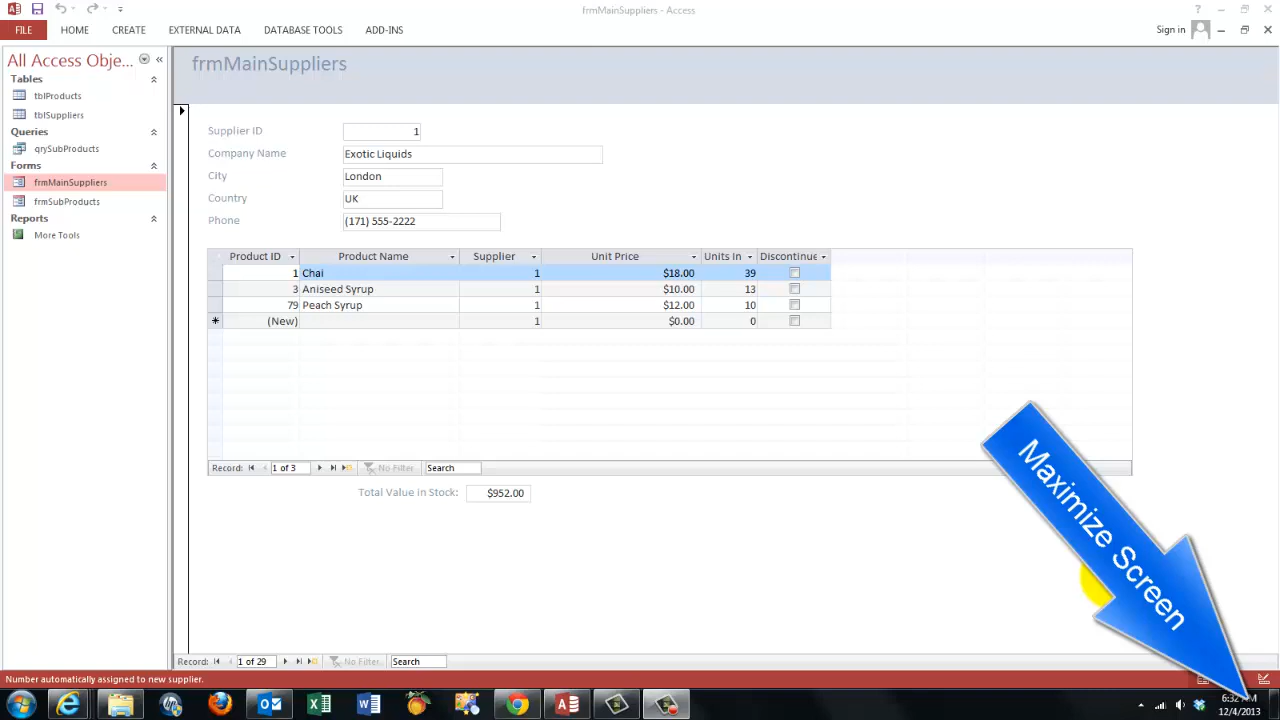 frmMainSuppliers - Access
FILE HOME CREATE EXTERNAL DATA DATABASE TOOLS ADD-INS Sign in
All Access Obje...
Tables
tblProducts
tblSuppliers
Queries
qrySubProducts
Forms
frmMainSuppliers
frmSubProducts
Reports
More Tools
frmMainSuppliers
Supplier ID 1
Company Name Exotic Liquids
City London
Country UK
Phone (171) 555-2222
Product ID Product Name Supplier Unit Price Units In Discontinue
1 Chai 1 $18.00 39
3 Aniseed Syrup 1 $10.00 13
79 Peach Syrup 1 $12.00 10
(New) 1 $0.00 0
Record: 1 of 3 No Filter Search
Total Value in Stock: $952.00
Maximize Screen
Record: 1 of 29 No Filter Search
Number automatically assigned to new supplier.
12/4/2013